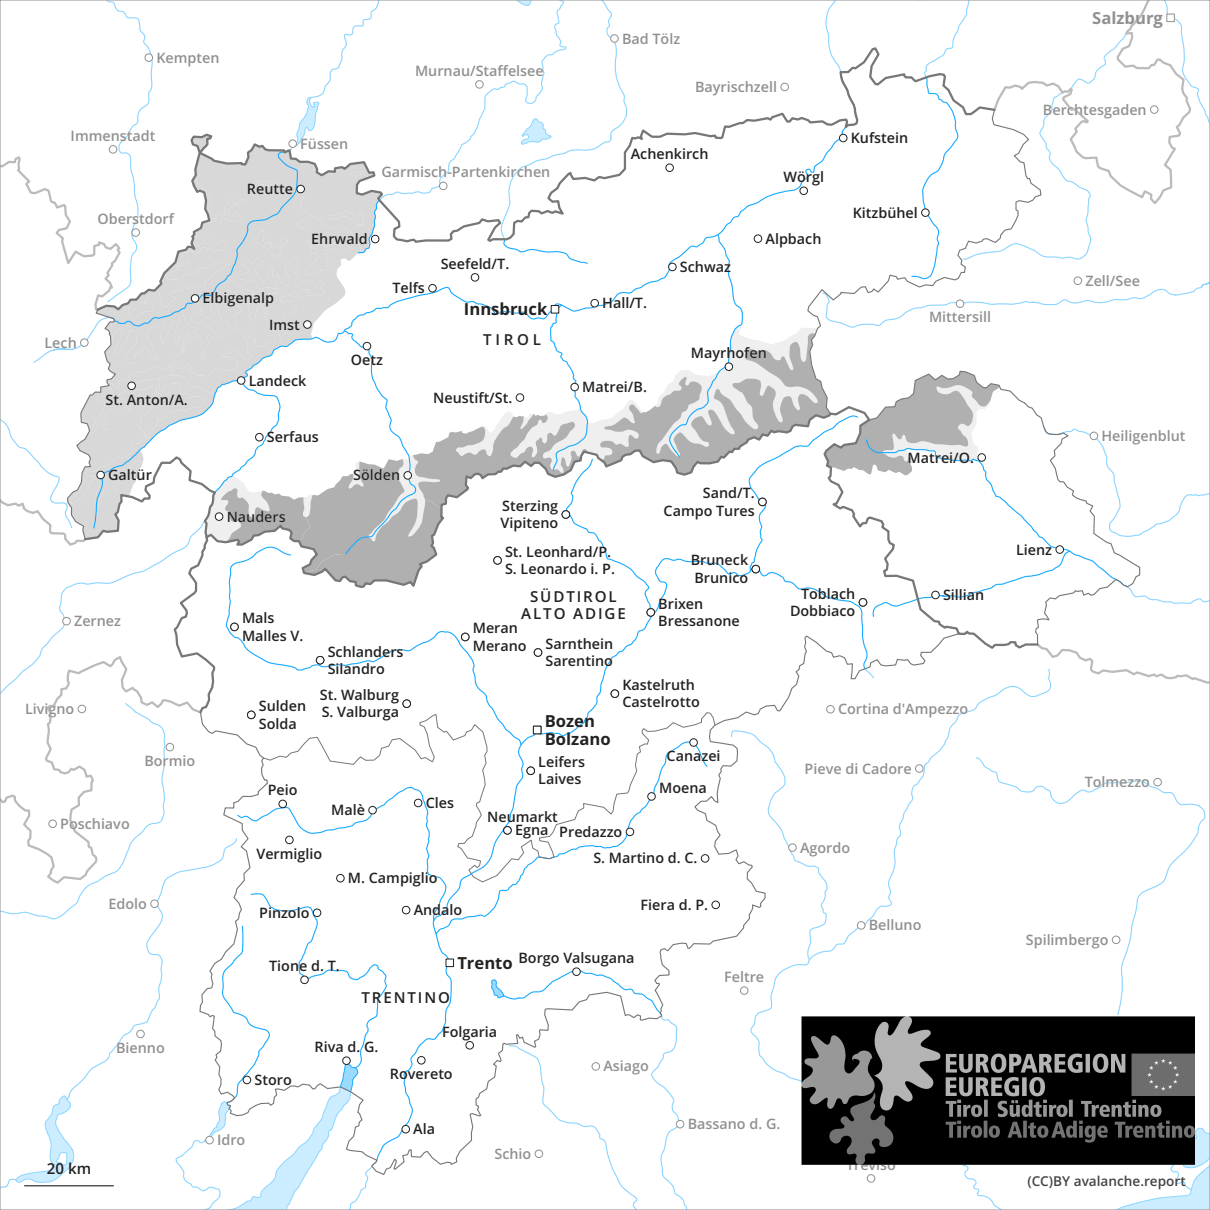 Salzburg
Bad Tölz
Kempten
Murnau/Staffelsee
Bayrischzell
Berchtesgaden
Immenstadt
Füssen
Kufstein
Achenkirch
Garmisch-Partenkirchen
Wörgl
Reutte
Oberstdorf
Kitzbühel
Ehrwald
Alpbach
Seefeld/T.
Schwaz
Zell/See
Telfs
Elbigenalp
Hall/T.
Innsbruck
Mittersill
Imst
TIROL
Lech
Mayrhofen
Oetz
Landeck
Matrei/B.
St. Anton/A.
Neustift/St.
Serfaus
Heiligenblut
Matrei/O.
Galtür
Sölden
Sand/T.
Campo Tures
Sterzing
Vipiteno
Nauders
St. Leonhard/P.
S. Leonardo i. P.
Lienz
Bruneck
Brunico
SÜDTIROL
ALTO ADIGE
Toblach
Dobbiaco
Sillian
Brixen
Bressanone
Zernez
Mals
Malles V.
Meran
Merano
Sarnthein
Sarentino
Schlanders
Silandro
Kastelruth
Castelrotto
St. Walburg
S. Valburga
Livigno
Sulden
Solda
Cortina d'Ampezzo
Bozen
Bolzano
Bormio
Canazei
Leifers
Laives
Pieve di Cadore
Tolmezzo
Peio
Moena
Malè
Cles
Neumarkt
Egna
Poschiavo
Predazzo
Vermiglio
Agordo
S. Martino d. C.
M. Campiglio
Edolo
Fiera d. P.
Pinzolo
Andalo
Belluno
Spilimbergo
Borgo Valsugana
Trento
Tione d. T.
Feltre
TRENTINO
Folgaria
Bienno
Riva d. G.
Asiago
Rovereto
Storo
EUROPAREGION
EUREGIO
Tirol Südtirol Trentino
Tirolo Alto Adige Trentino
Bassano d. G.
Ala
Idro
Schio
Treviso
20 km
(CC)BY avalanche.report